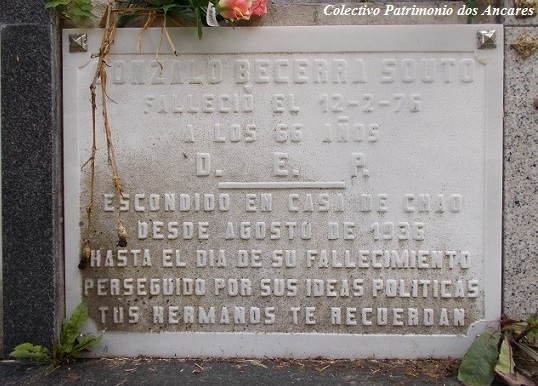 Colectivo Patrimonio dos Ancares
GONZALO BECERRA SOUTO
FALLECIÓ EL 12-2-76
A LOS 66 AÑOS
D. E. P.
ESCONDIDO EN CASA DE CHAO
DESDE AGOSTO DE 1936
HASTA EL DIA DE SU FALLECIMIENTO
PERSEGUIDO POR SUS IDEAS POLITICAS
TUS HERMANOS TE RECUERDAN